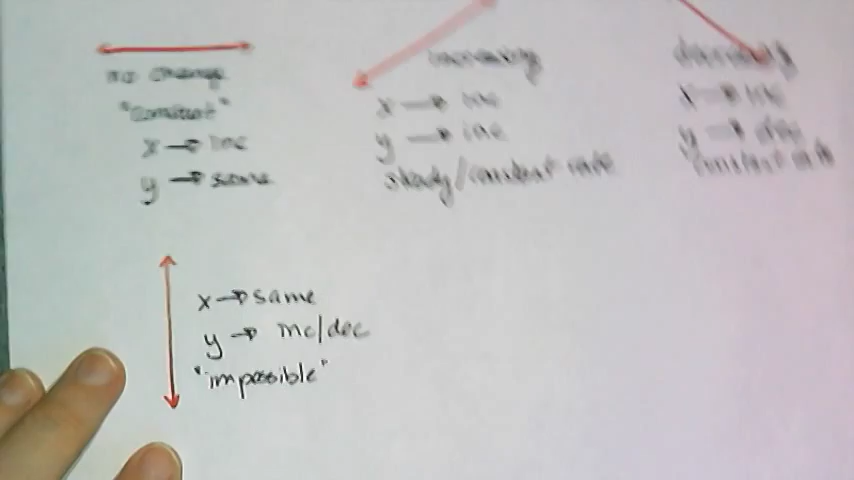 no change
"constant"
x → inc
y → same
increasing
x → inc
y → inc
steady/constant rate
decreasing
x → inc
y → dec
constant rate
x → same
y → inc/dec
"impossible"